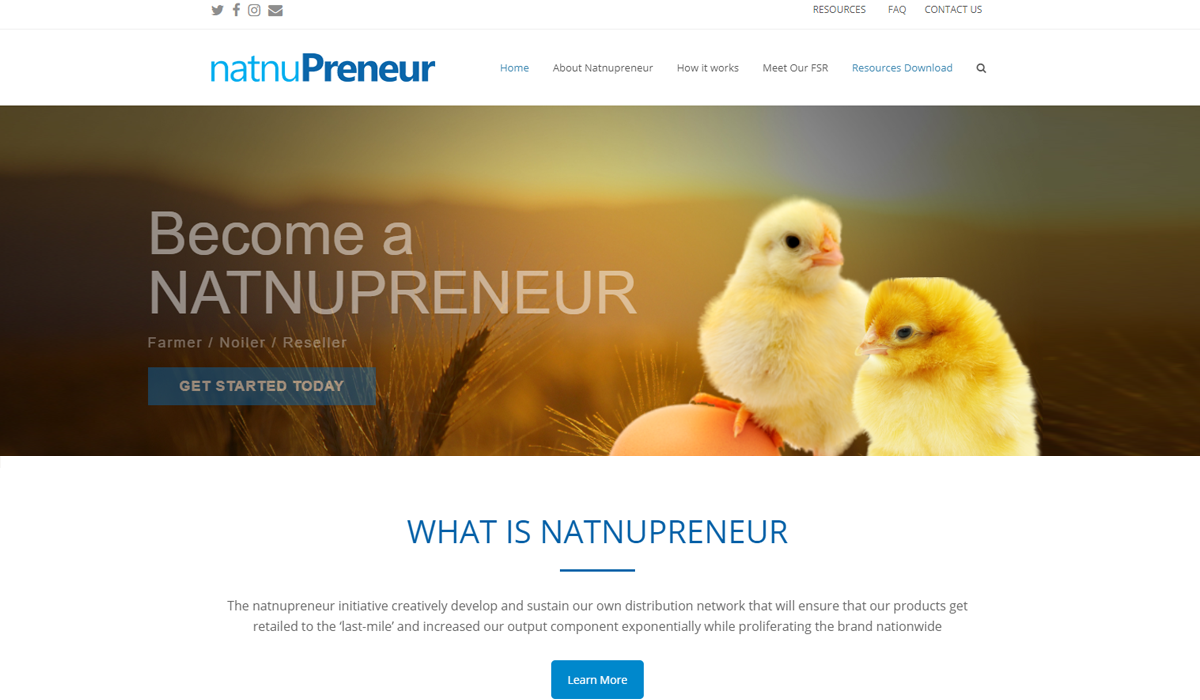 RESOURCES FAQ CONTACT US
natnuPreneur
Home About Natnupreneur How it works Meet Our FSR Resources Download
Become a
NATNUPRENEUR
Farmer / Noiler / Reseller
GET STARTED TODAY
WHAT IS NATNUPRENEUR
The natnupreneur initiative creatively develop and sustain our own distribution network that will ensure that our products get
retailed to the ‘last-mile’ and increased our output component exponentially while proliferating the brand nationwide
Learn More